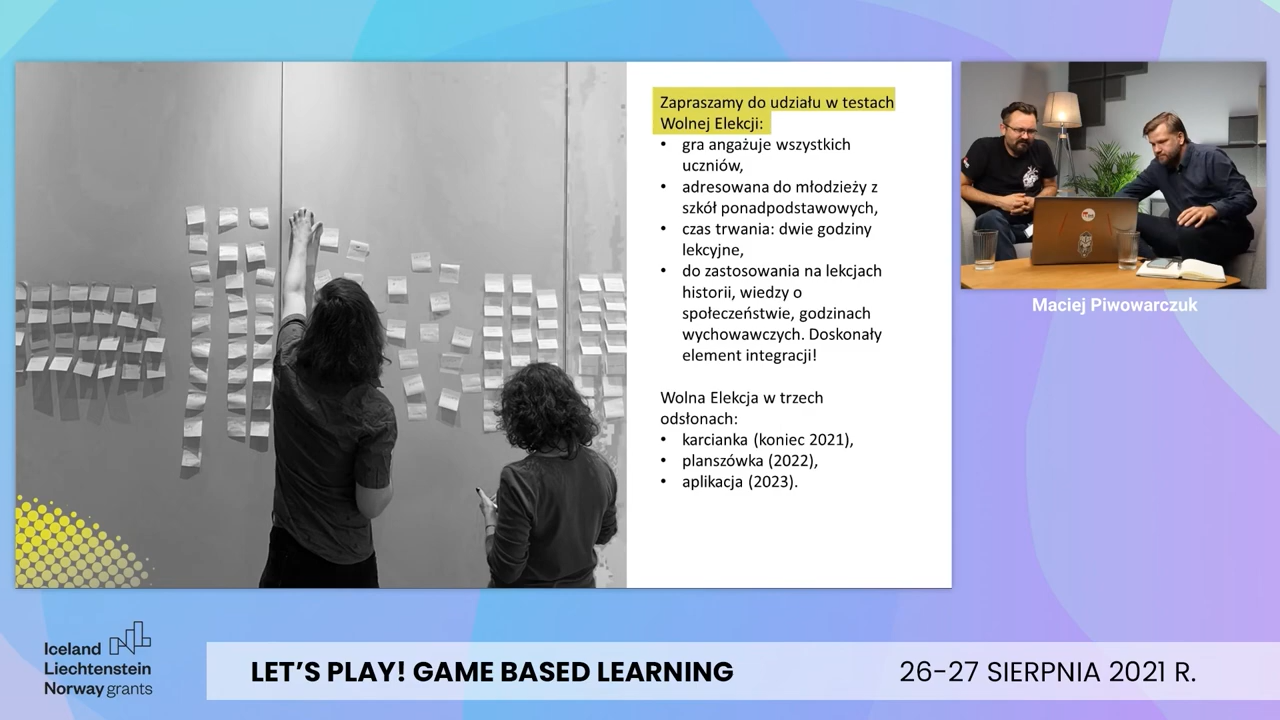 Zapraszamy do udziału w testach
Wolnej Elekcji:
• gra angażuje wszystkich
uczniów,
• adresowana do młodzieży z
szkół ponadpodstawowych,
• czas trwania: dwie godziny
lekcyjne,
• do zastosowania na lekcjach
historii, wiedzy o
społeczeństwie, godzinach
wychowawczych. Doskonały
element integracji!
Wolna Elekcja w trzech
odsłonach:
• karcianka (koniec 2021),
• planszówka (2022),
• aplikacja (2023).
Maciej Piwowarczuk
Iceland
Liechtenstein
Norway grants
LET'S PLAY! GAME BASED LEARNING
26-27 SIERPNIA 2021 R.